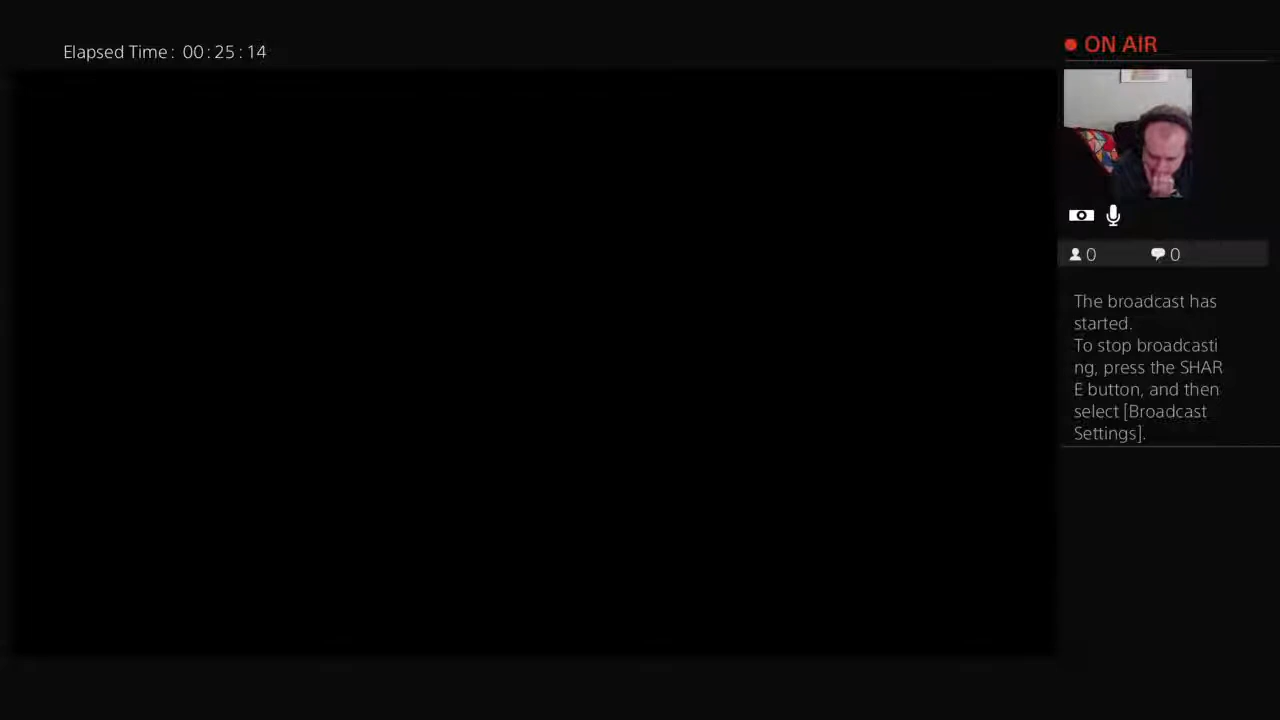 Elapsed Time: 00:25:14
ON AIR
0
0
The broadcast has
started.
To stop broadcasti
ng, press the SHAR
E button, and then
select [Broadcast
Settings].